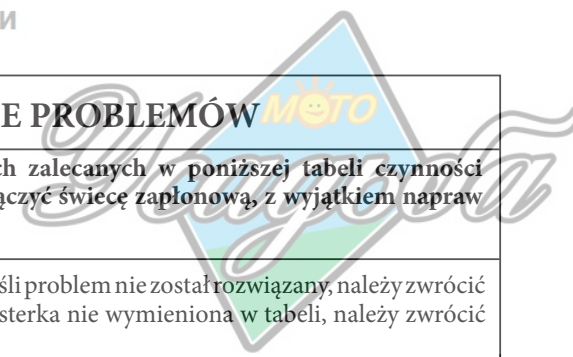 И
E PROBLEMÓW
MOTO
ch zalecanych w poniższej tabeli czynności
ączyć świecę zapłonową, z wyjątkiem napraw
Jagoda
śli problem nie został rozwiązany, należy zwrócić
sterka nie wymieniona w tabeli, należy zwrócić